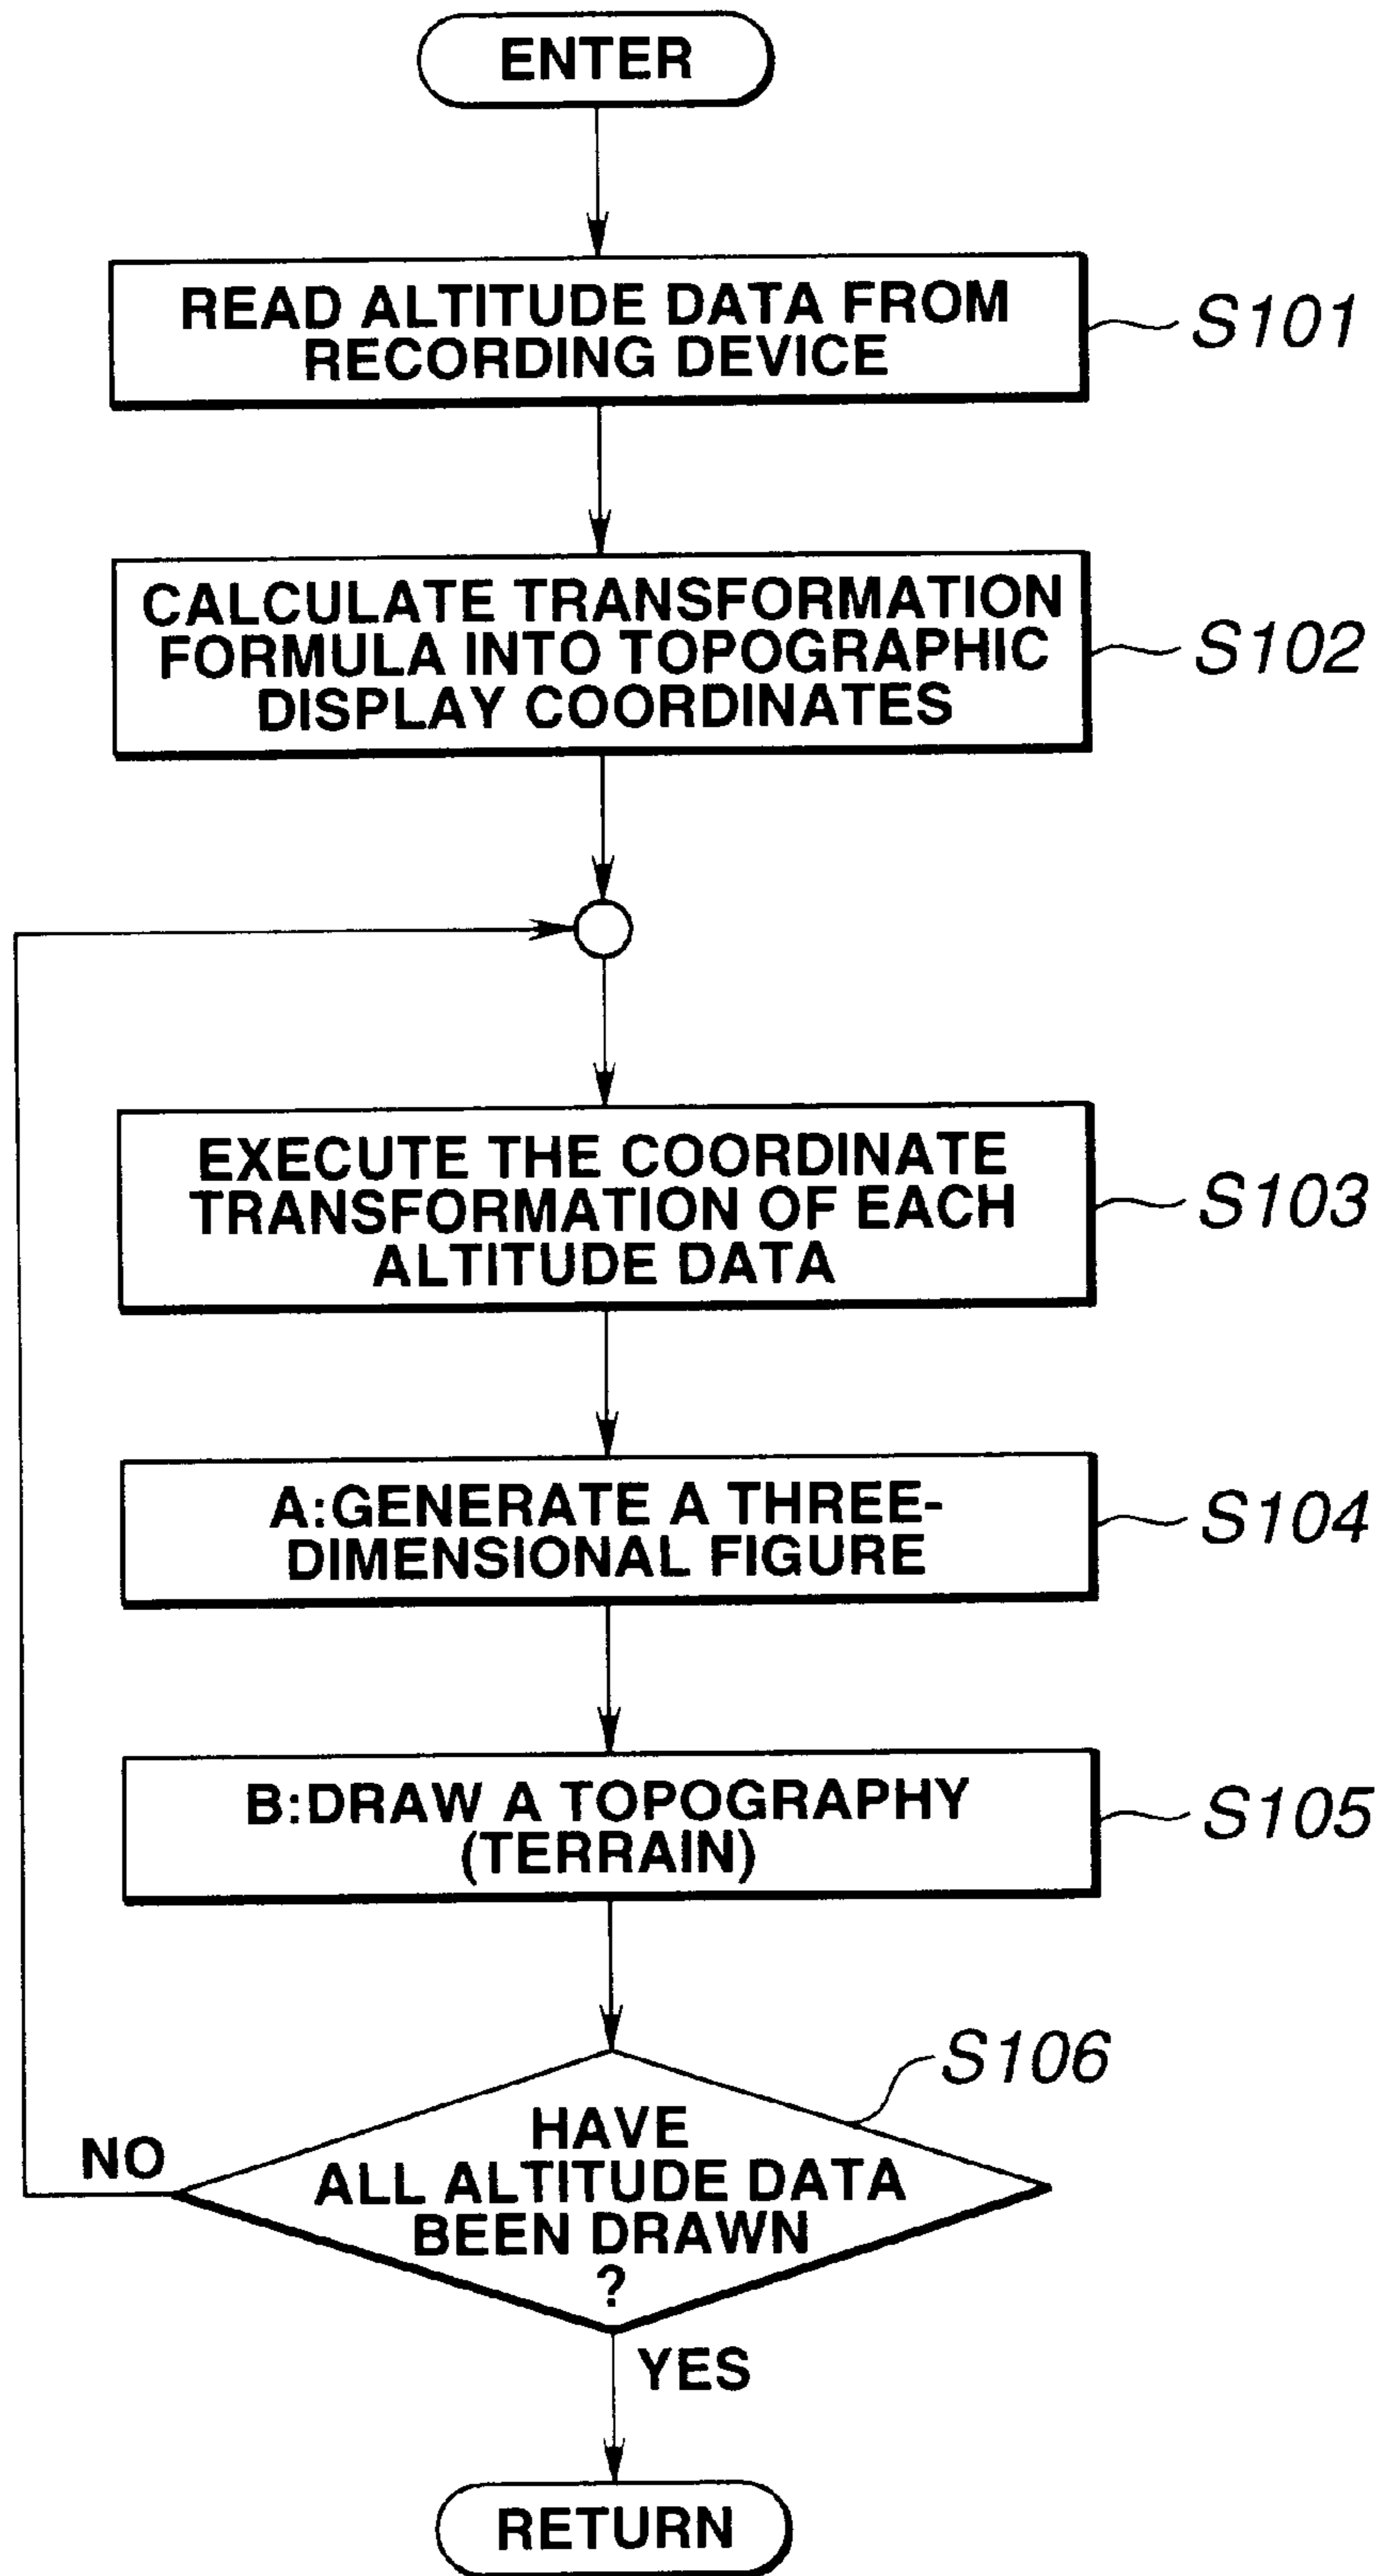 ENTER
READ ALTITUDE DATA FROM
RECORDING DEVICE
S101
CALCULATE TRANSFORMATION
FORMULA INTO TOPOGRAPHIC
DISPLAY COORDINATES
S102
EXECUTE THE COORDINATE
TRANSFORMATION OF EACH
ALTITUDE DATA
S103
A:GENERATE A THREE-
DIMENSIONAL FIGURE
S104
B:DRAW A TOPOGRAPHY
(TERRAIN)
S105
S106
HAVE
ALL ALTITUDE DATA
BEEN DRAWN
?
NO
YES
RETURN